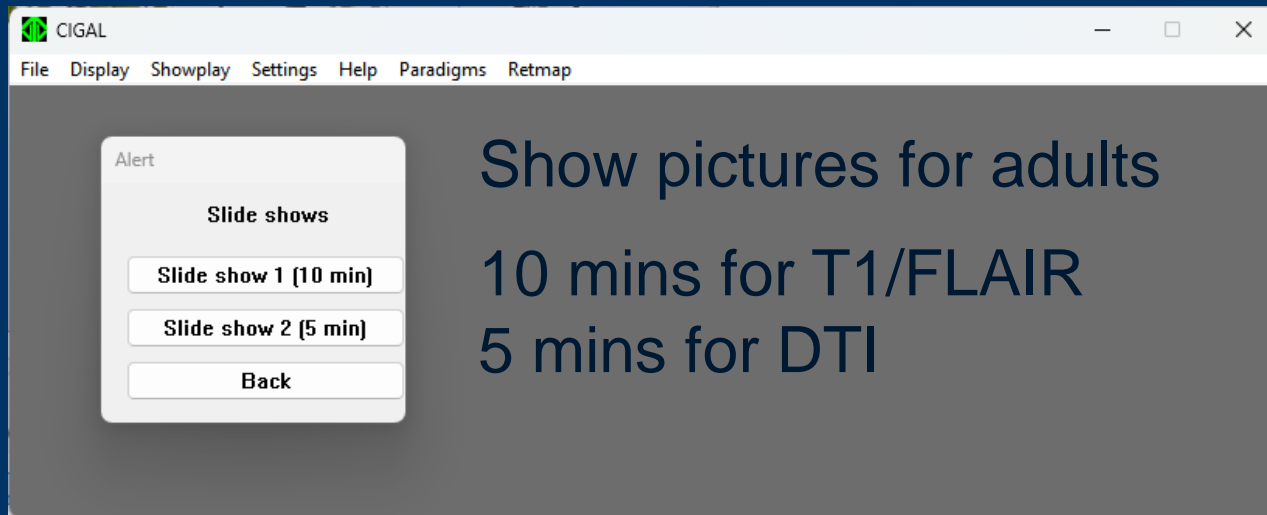 CIGAL
File Display Showplay Settings Help Paradigms Retmap
Alert
Slide shows
Slide show 1 (10 min)
Slide show 2 (5 min)
Back
Show pictures for adults
10 mins for T1/FLAIR
5 mins for DTI